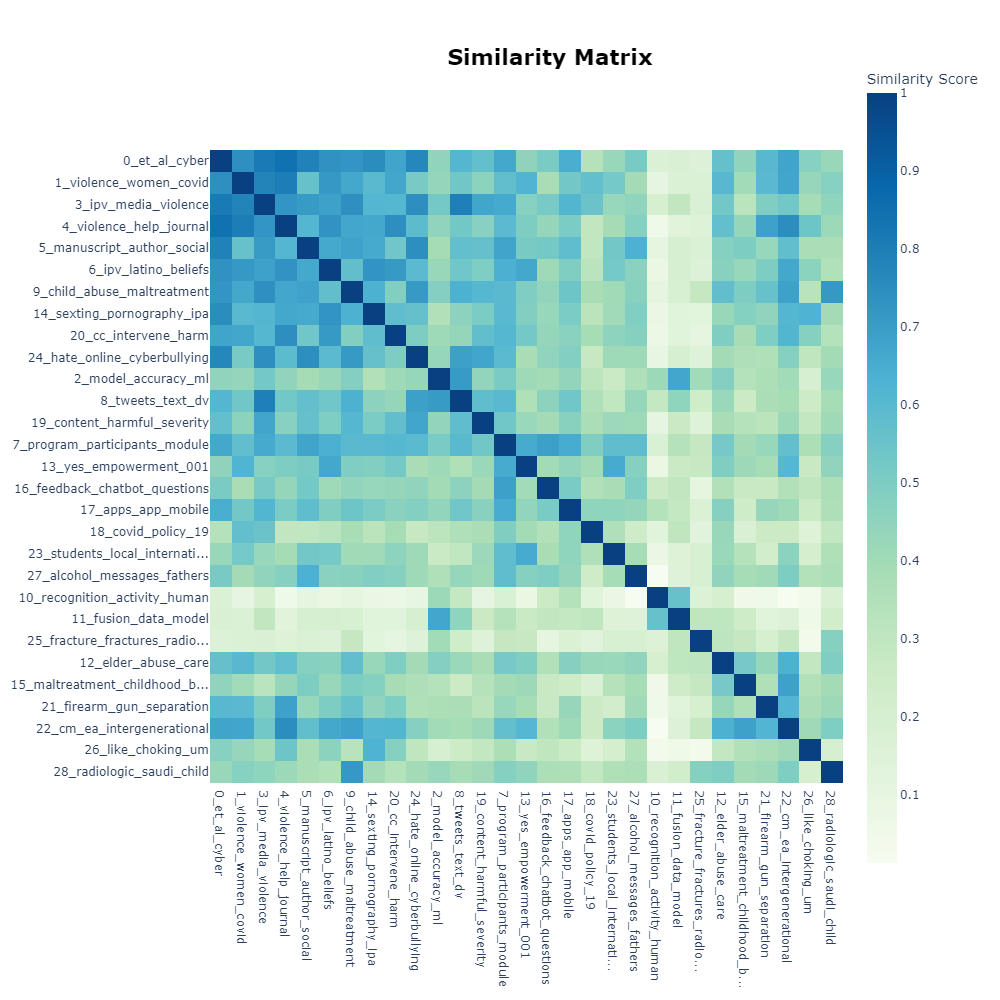 Similarity Matrix
Similarity Score
1
0.9
0.8
0.7
0.6
0.5
0.4
0.3
0.2
0.1
0_et_al_cyber
1_violence_women_covid
3_ipv_media_violence
4_violence_help_journal
5_manuscript_author_social
6_ipv_latino_beliefs
9_child_abuse_maltreatment
14_sexting_pornography_ipa
20_cc_intervene_harm
24_hate_online_cyberbullying
2_model_accuracy_ml
8_tweets_text_dv
19_content_harmful_severity
7_program_participants_module
13_yes_empowerment_001
16_feedback_chatbot_questions
17_apps_app_mobile
18_covid_policy_19
23_students_local_internati...
27_alcohol_messages_fathers
10_recognition_activity_human
11_fusion_data_model
25_fracture_fractures_radio...
12_elder_abuse_care
15_maltreatment_childhood_b...
21_firearm_gun_separation
22_cm_ea_intergenerational
26_like_choking_um
28_radiologic_saudi_child
0_et_al_cyber
1_violence_women_covid
3_ipv_media_violence
4_violence_help_journal
5_manuscript_author_social
6_ipv_latino_beliefs
9_child_abuse_maltreatment
14_sexting_pornography_ipa
20_cc_intervene_harm
24_hate_online_cyberbullying
2_model_accuracy_ml
8_tweets_text_dv
19_content_harmful_severity
7_program_participants_module
13_yes_empowerment_001
16_feedback_chatbot_questions
17_apps_app_mobile
18_covid_policy_19
23_students_local_internati...
27_alcohol_messages_fathers
10_recognition_activity_human
11_fusion_data_model
25_fracture_fractures_radio...
12_elder_abuse_care
15_maltreatment_childhood_b...
21_firearm_gun_separation
22_cm_ea_intergenerational
26_like_choking_um
28_radiologic_saudi_child